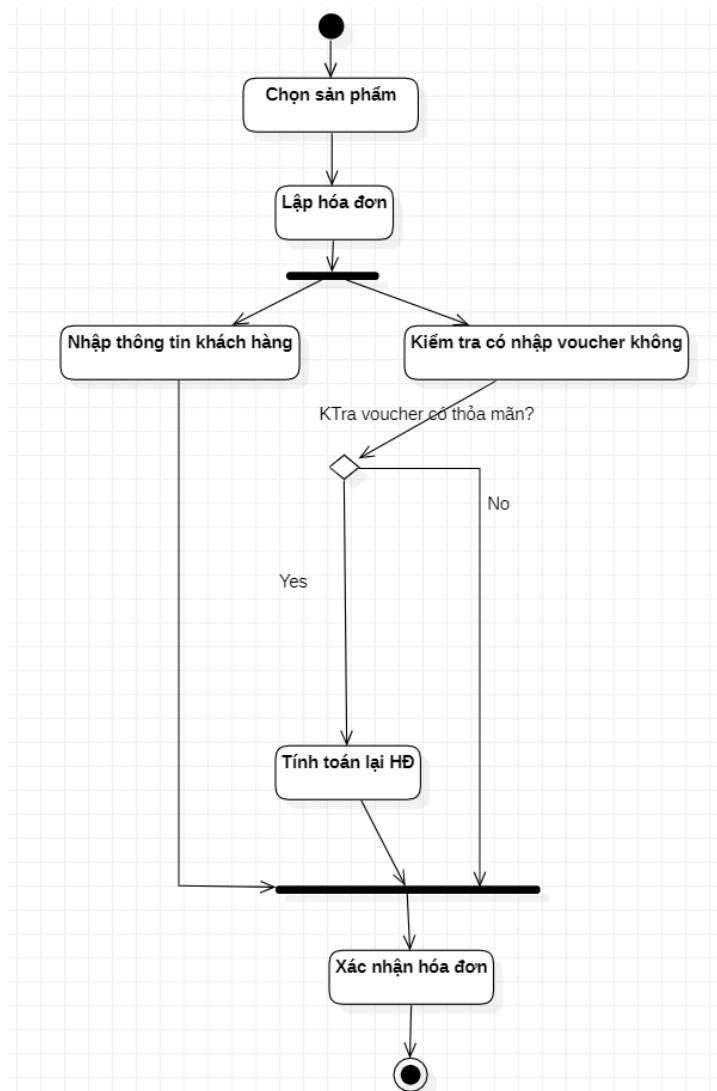 Chọn sản phẩm
Lập hóa đơn
Nhập thông tin khách hàng
Kiểm tra có nhập voucher không
KTra voucher có thỏa mãn?
No
Yes
Tính toán lại HĐ
Xác nhận hóa đơn